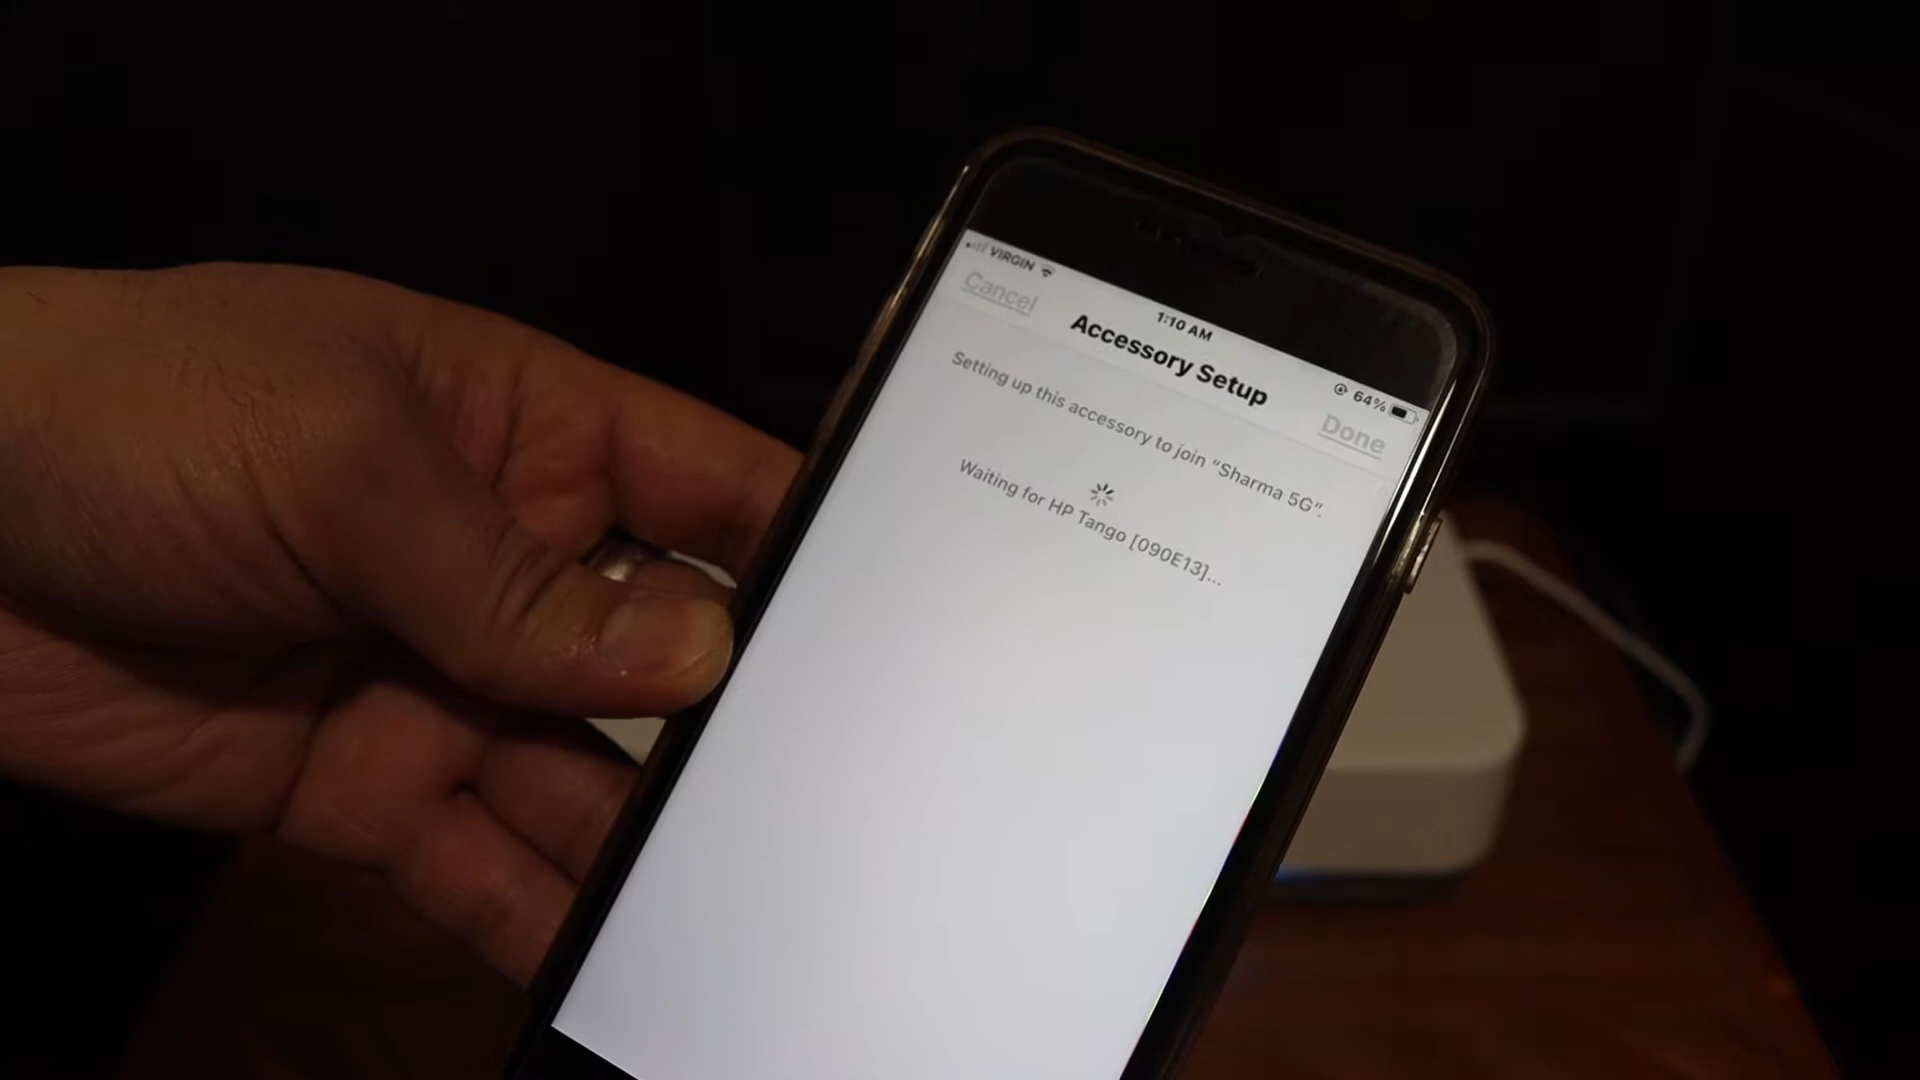 VIRGIN
1:10 AM
64%
Cancel
Accessory Setup
Done
Setting up this accessory to join “Sharma 5G”.
Waiting for HP Tango [090E13]...